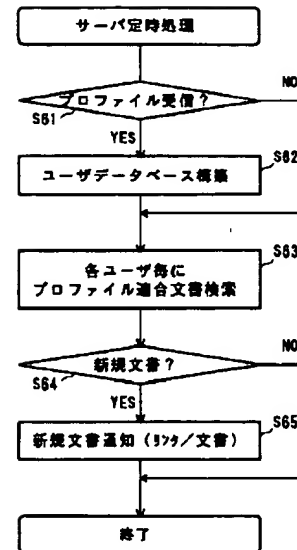 サーバ定時処理
プロファイル受信?
NO
S61
YES
S62
ユーザデータベース構築
S63
各ユーザ毎に
プロファイル適合文書検索
新規文書?
NO
S64
YES
S65
新規文書通知(リンク/文書)
終了